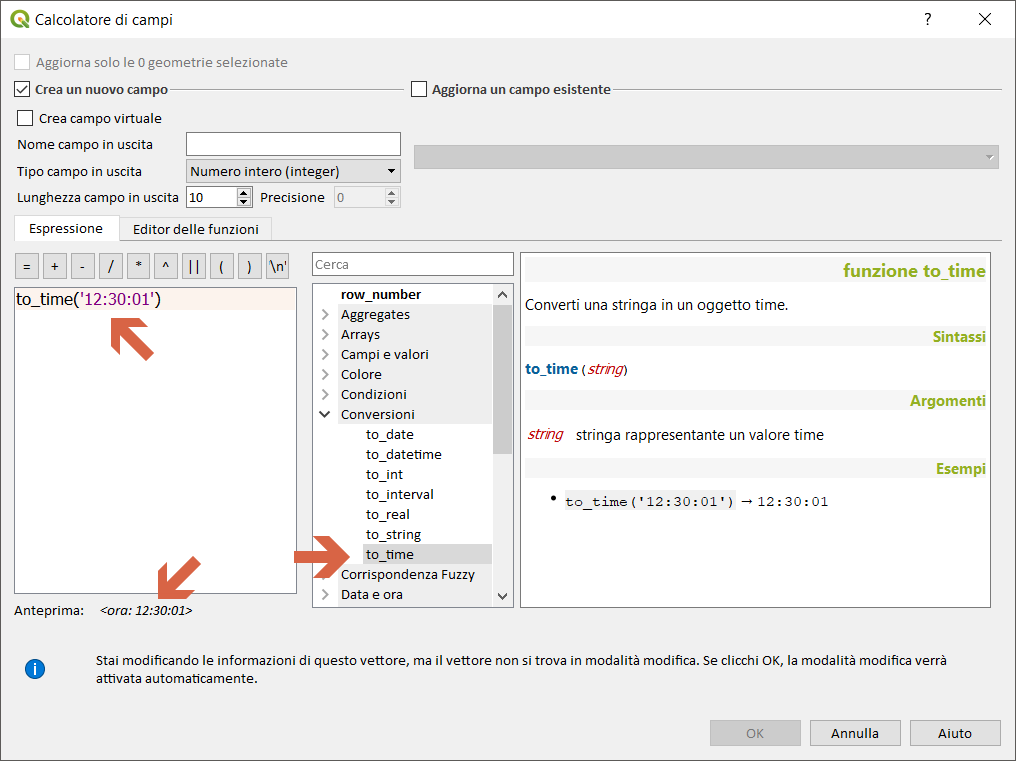 Calcolatore di campi
?
Aggiorna solo le 0 geometrie selezionate
Crea un nuovo campo
Aggiorna un campo esistente
Crea campo virtuale
Nome campo in uscita
Tipo campo in uscita
Numero intero (integer)
Lunghezza campo in uscita
10
Precisione
0
Espressione
Editor delle funzioni
= + - / * ^ || ( ) '\n'
to_time('12:30:01')
Anteprima: <ora: 12:30:01>
Cerca
row_number
Aggregates
Arrays
Campi e valori
Colore
Condizioni
Conversioni
to_date
to_datetime
to_int
to_interval
to_real
to_string
to_time
Corrispondenza Fuzzy
Data e ora
funzione to_time
Converti una stringa in un oggetto time.
Sintassi
to_time (string)
Argomenti
string stringa rappresentante un valore time
Esempi
• to_time('12:30:01') → 12:30:01
Stai modificando le informazioni di questo vettore, ma il vettore non si trova in modalità modifica. Se clicchi OK, la modalità modifica verrà
attivata automaticamente.
OK
Annulla
Aiuto